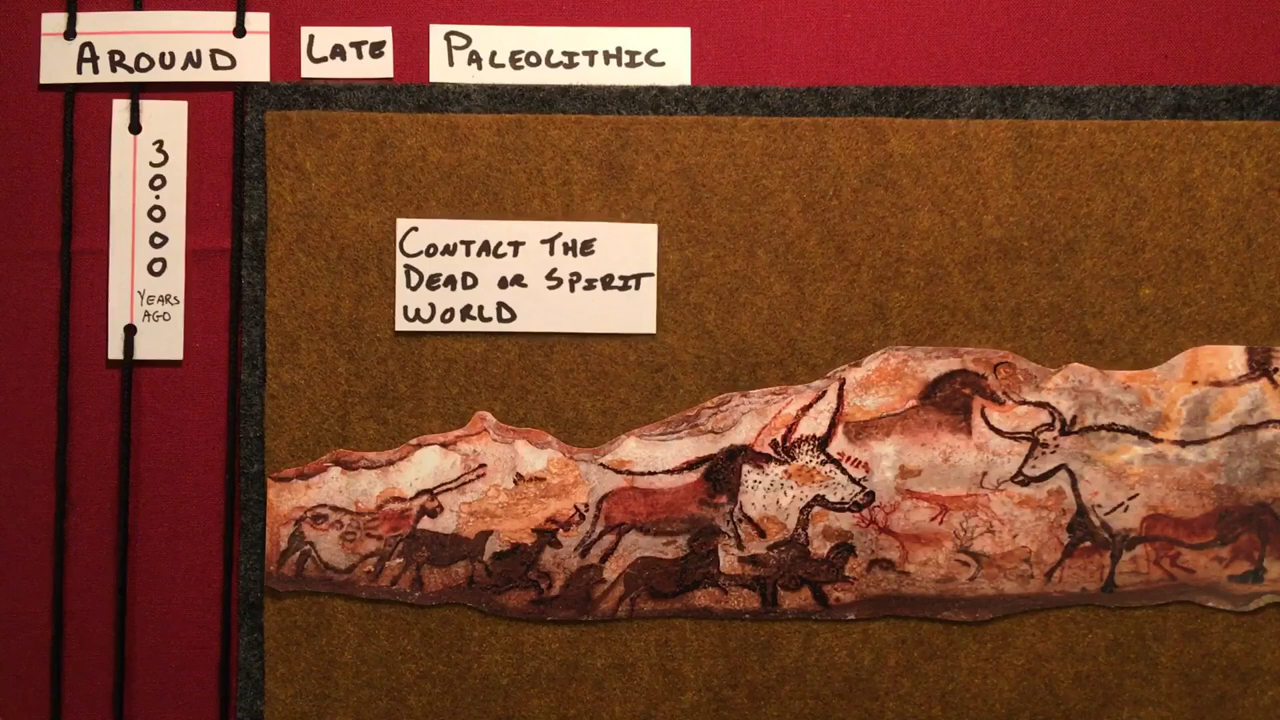 AROUND LATE PALEOLITHIC
30.000
YEARS
AGO
CONTACT THE
DEAD OR SPIRIT
WORLD